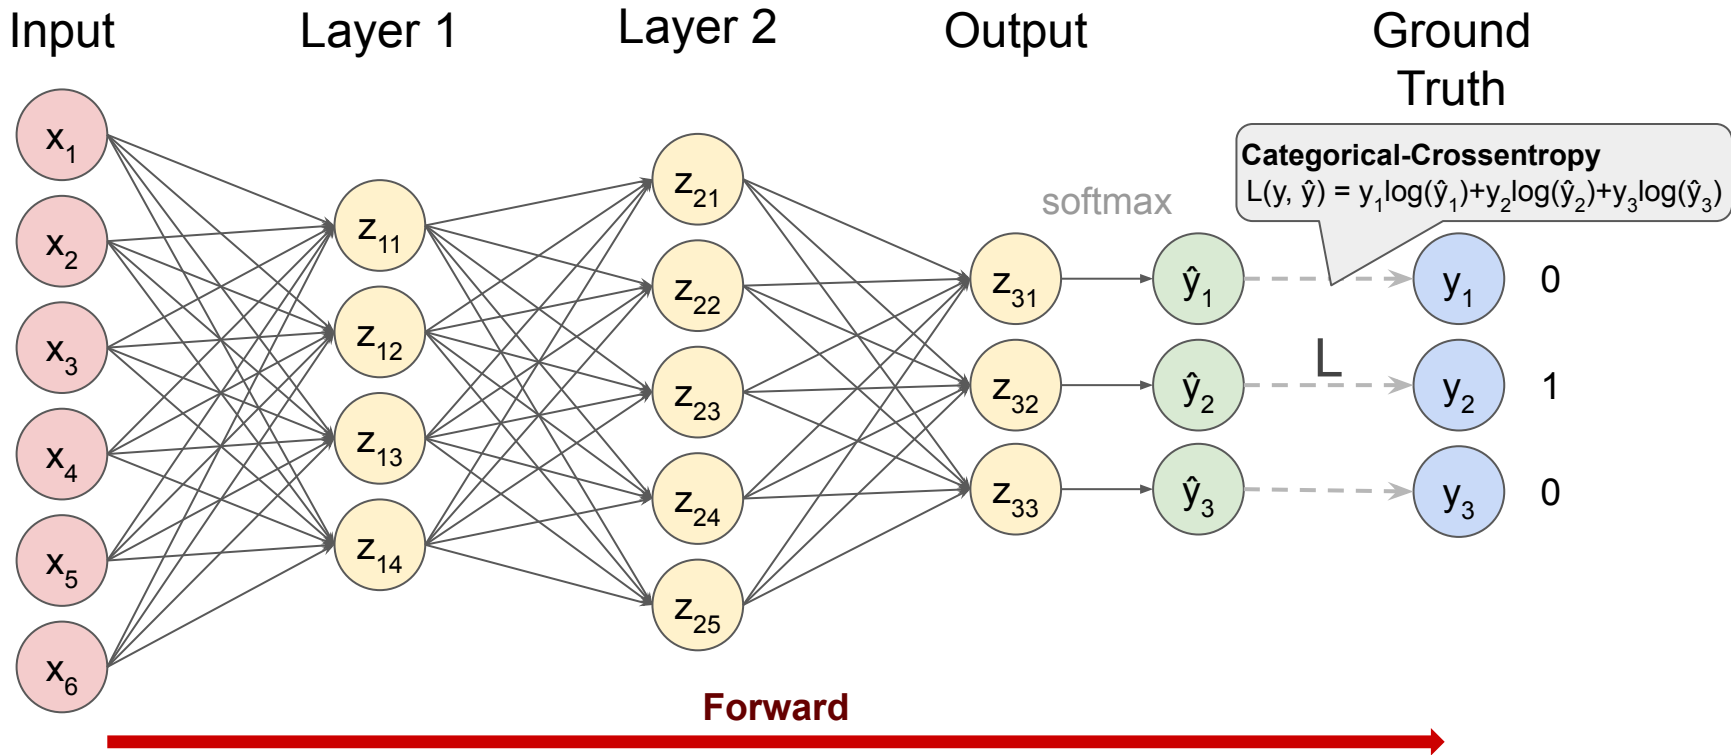 Input
Layer 1
Layer 2
Output
Ground
Truth
Categorical-Crossentropy
L(y, ŷ) = y₁log(ŷ₁)+y₂log(ŷ₂)+y₃log(ŷ₃)
softmax
x₁
x₂
x₃
x₄
x₅
x₆
z₁₁
z₁₂
z₁₃
z₁₄
z₂₁
z₂₂
z₂₃
z₂₄
z₂₅
z₃₁
z₃₂
z₃₃
ŷ₁
ŷ₂
ŷ₃
L
y₁ 0
y₂ 1
y₃ 0
Forward